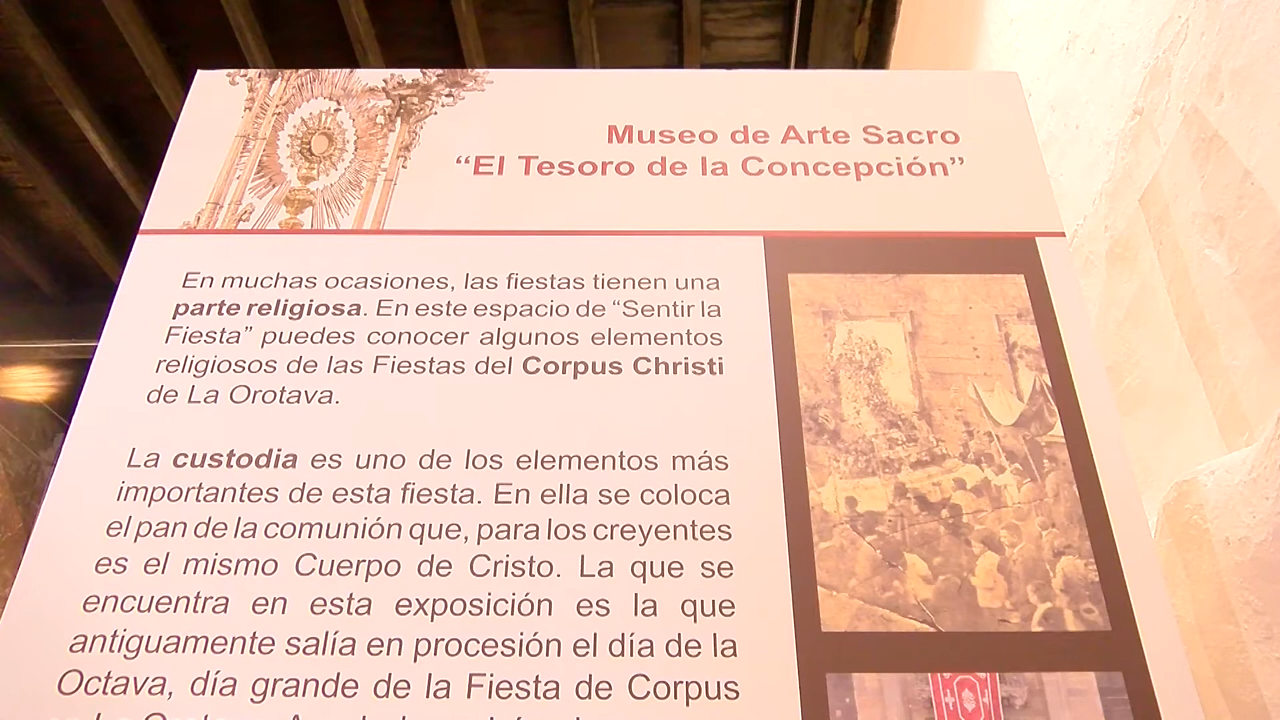 Museo de Arte Sacro
“El Tesoro de la Concepción”
En muchas ocasiones, las fiestas tienen una
parte religiosa. En este espacio de “Sentir la
Fiesta” puedes conocer algunos elementos
religiosos de las Fiestas del Corpus Christi
de La Orotava.
La custodia es uno de los elementos más
importantes de esta fiesta. En ella se coloca
el pan de la comunión que, para los creyentes
es el mismo Cuerpo de Cristo. La que se
encuentra en esta exposición es la que
antiguamente salía en procesión el día de la
Octava, día grande de la Fiesta de Corpus